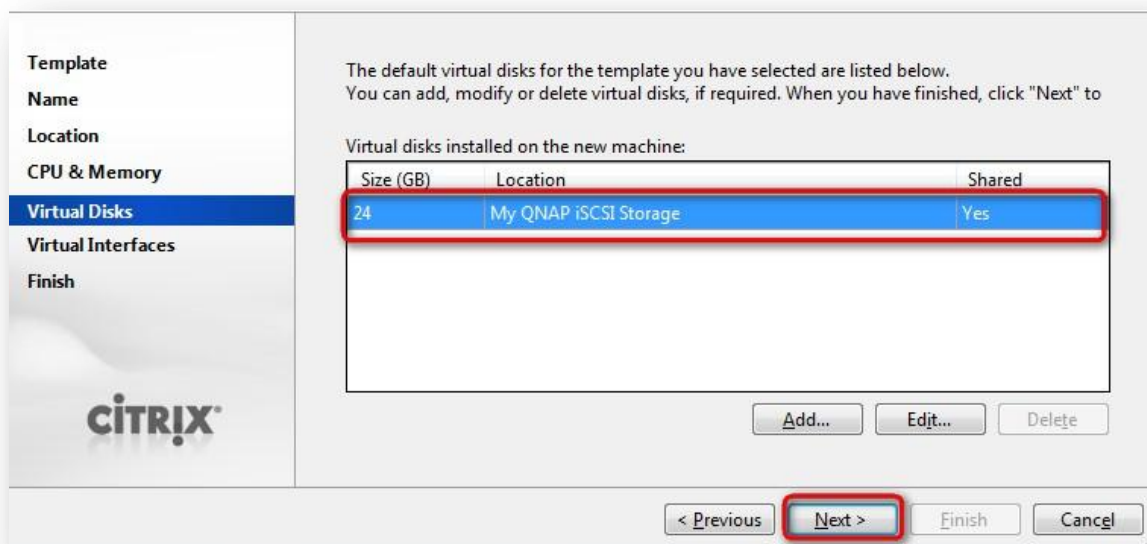 Template
Name
Location
CPU & Memory
Virtual Disks
Virtual Interfaces
Finish
CITRIX
The default virtual disks for the template you have selected are listed below.
You can add, modify or delete virtual disks, if required. When you have finished, click "Next" to
Virtual disks installed on the new machine:
Size (GB) Location Shared
24 My QNAP iSCSI Storage Yes
Add... Edit... Delete
< Previous Next > Finish Cancel